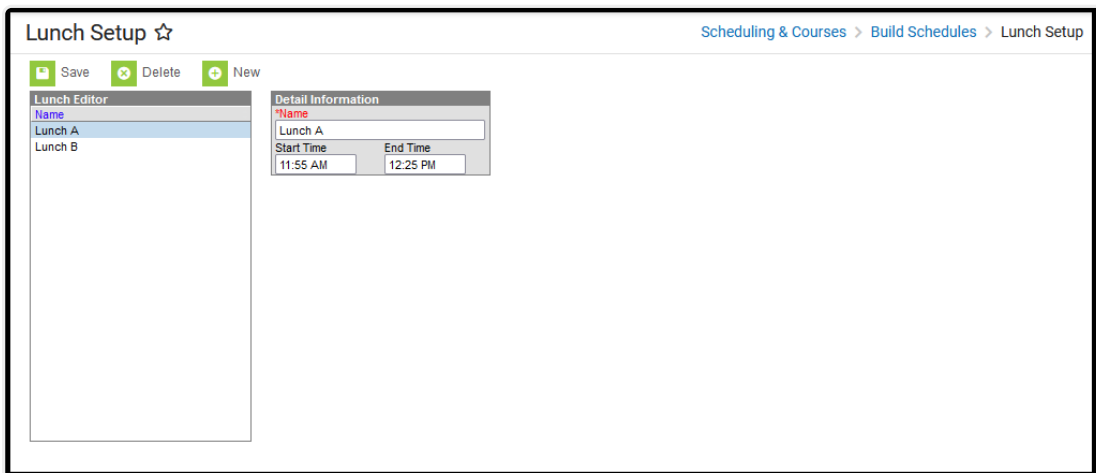 Lunch Setup
Scheduling & Courses > Build Schedules > Lunch Setup
Save Delete New
Lunch Editor
Name
Lunch A
Lunch B
Detail Information
*Name
Lunch A
Start Time End Time
11:55 AM 12:25 PM